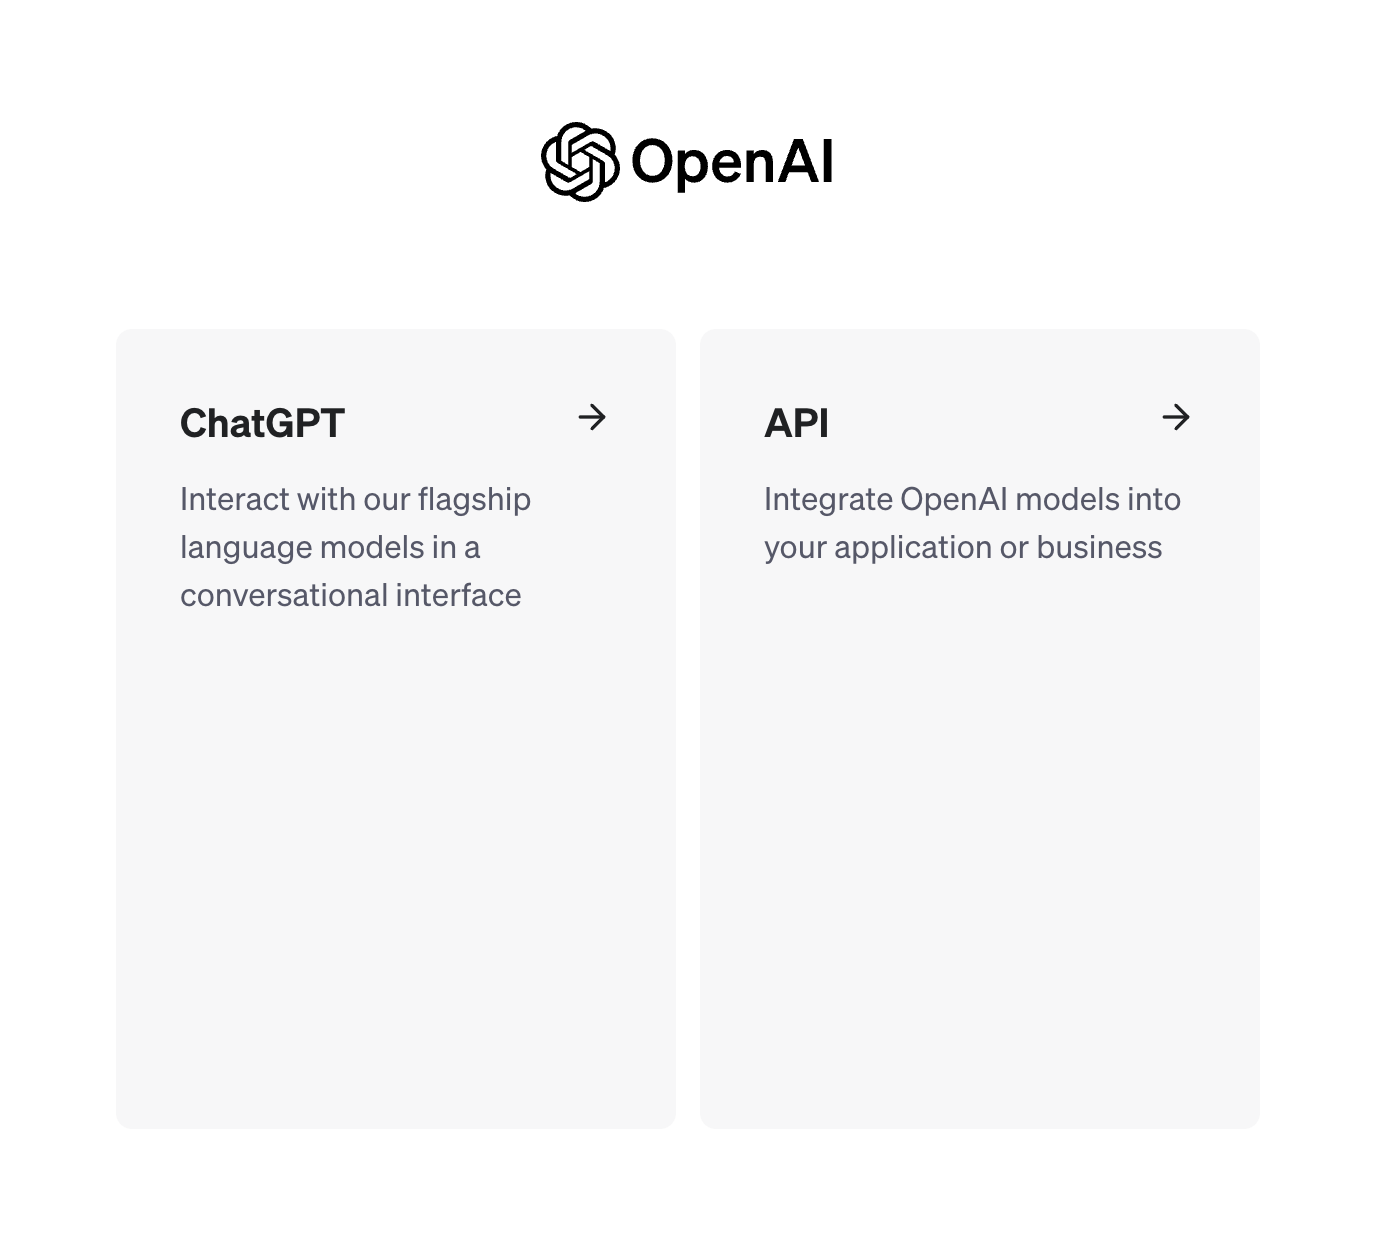 OpenAI
ChatGPT
Interact with our flagship
language models in a
conversational interface
API
Integrate OpenAI models into
your application or business